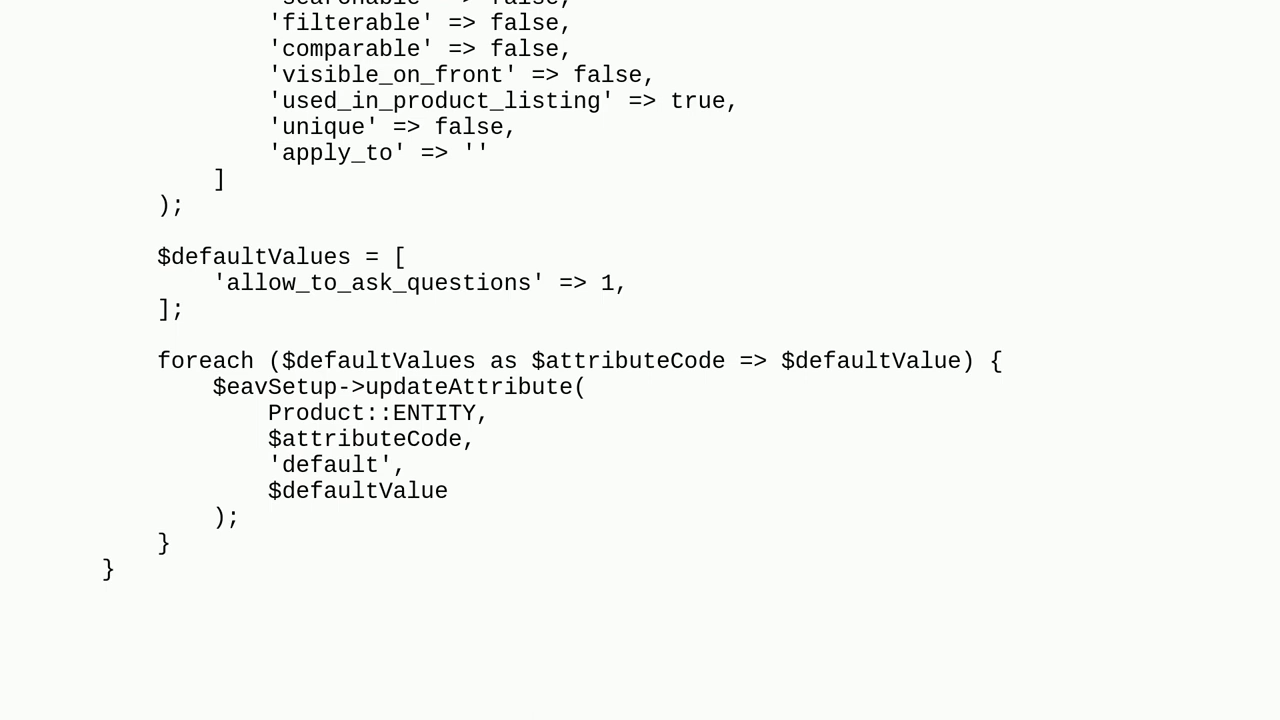 'filterable' => false,
'comparable' => false,
'visible_on_front' => false,
'used_in_product_listing' => true,
'unique' => false,
'apply_to' => ''
]
);
$defaultValues = [
'allow_to_ask_questions' => 1,
];
foreach ($defaultValues as $attributeCode => $defaultValue) {
$eavSetup->updateAttribute(
Product::ENTITY,
$attributeCode,
'default',
$defaultValue
);
}
}